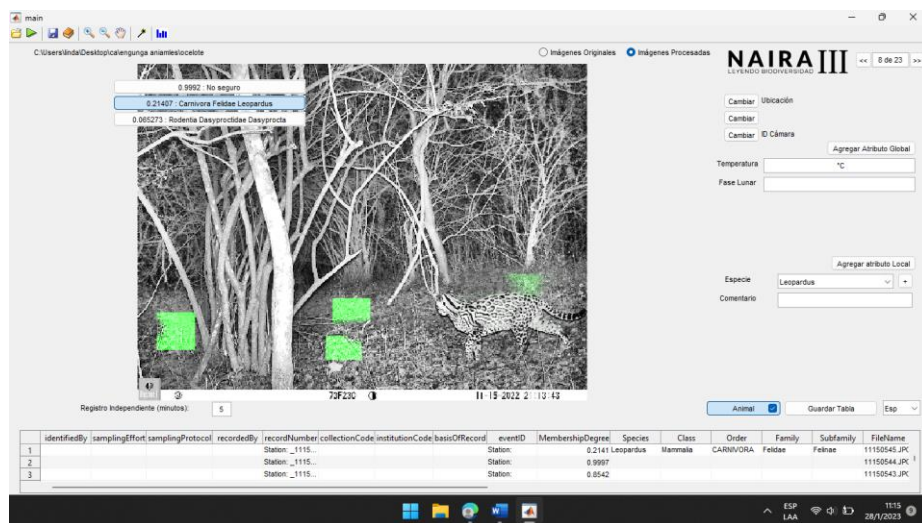 main
C:\Users\linda\Desktop\ca\engunga aniamles\ocelote
Imágenes Originales
Imágenes Procesadas
NAIRA III
LEYENDO BIODIVERSIDAD
<<
8 de 23
>>
0.9992 : No seguro
0.21407 : Carnivora Felidae Leopardus
0.065273 : Rodentia Dasyproctidae Dasyprocta
Cambiar
Ubicación
Cambiar
Cambiar
ID Cámara
Agregar Atributo Global
Temperatura
°C
Fase Lunar
Agregar atributo Local
Especie
Leopardus
+
Comentario
11-15-2022 21:13:43
Registro Independiente (minutos):
5
Animal
Guardar Tabla
Esp
identifiedBy samplingEffort samplingProtocol recordedBy recordNumber collectionCode institutionCode basisOfRecord eventID MembershipDegree Species Class Order Family Subfamily FileName
1 Station: _1115... Station: 0.2141 Leopardus Mammalia CARNIVORA Felidae Felinae 11150545.JPG
2 Station: _1115... Station: 0.9997 11150544.JPG
3 Station: _1115... Station: 0.8542 11150543.JPG
ESP
LAA
11:15
28/1/2023